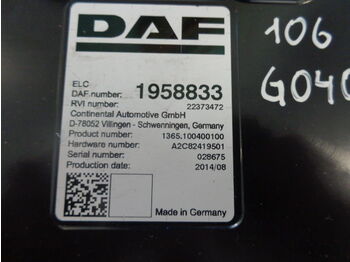 DAF
ELC
DAF number: 1958833
RVI number: 22373472
Continental Automotive GmbH
D-78052 Villingen - Schwenningen, Germany
Product number: 1365.100400100
Hardware number: A2C82419501
Serial number: 028675
Production date: 2014/08
Made in Germany
106
G040